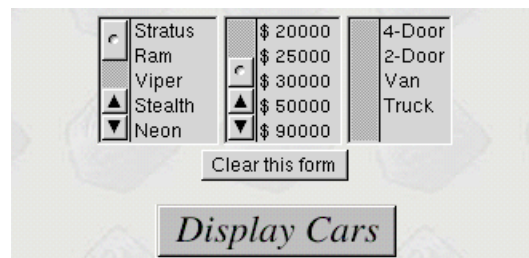 Stratus
Ram
Viper
Stealth
Neon
$ 20000
$ 25000
$ 30000
$ 50000
$ 90000
4-Door
2-Door
Van
Truck
Clear this form
Display Cars